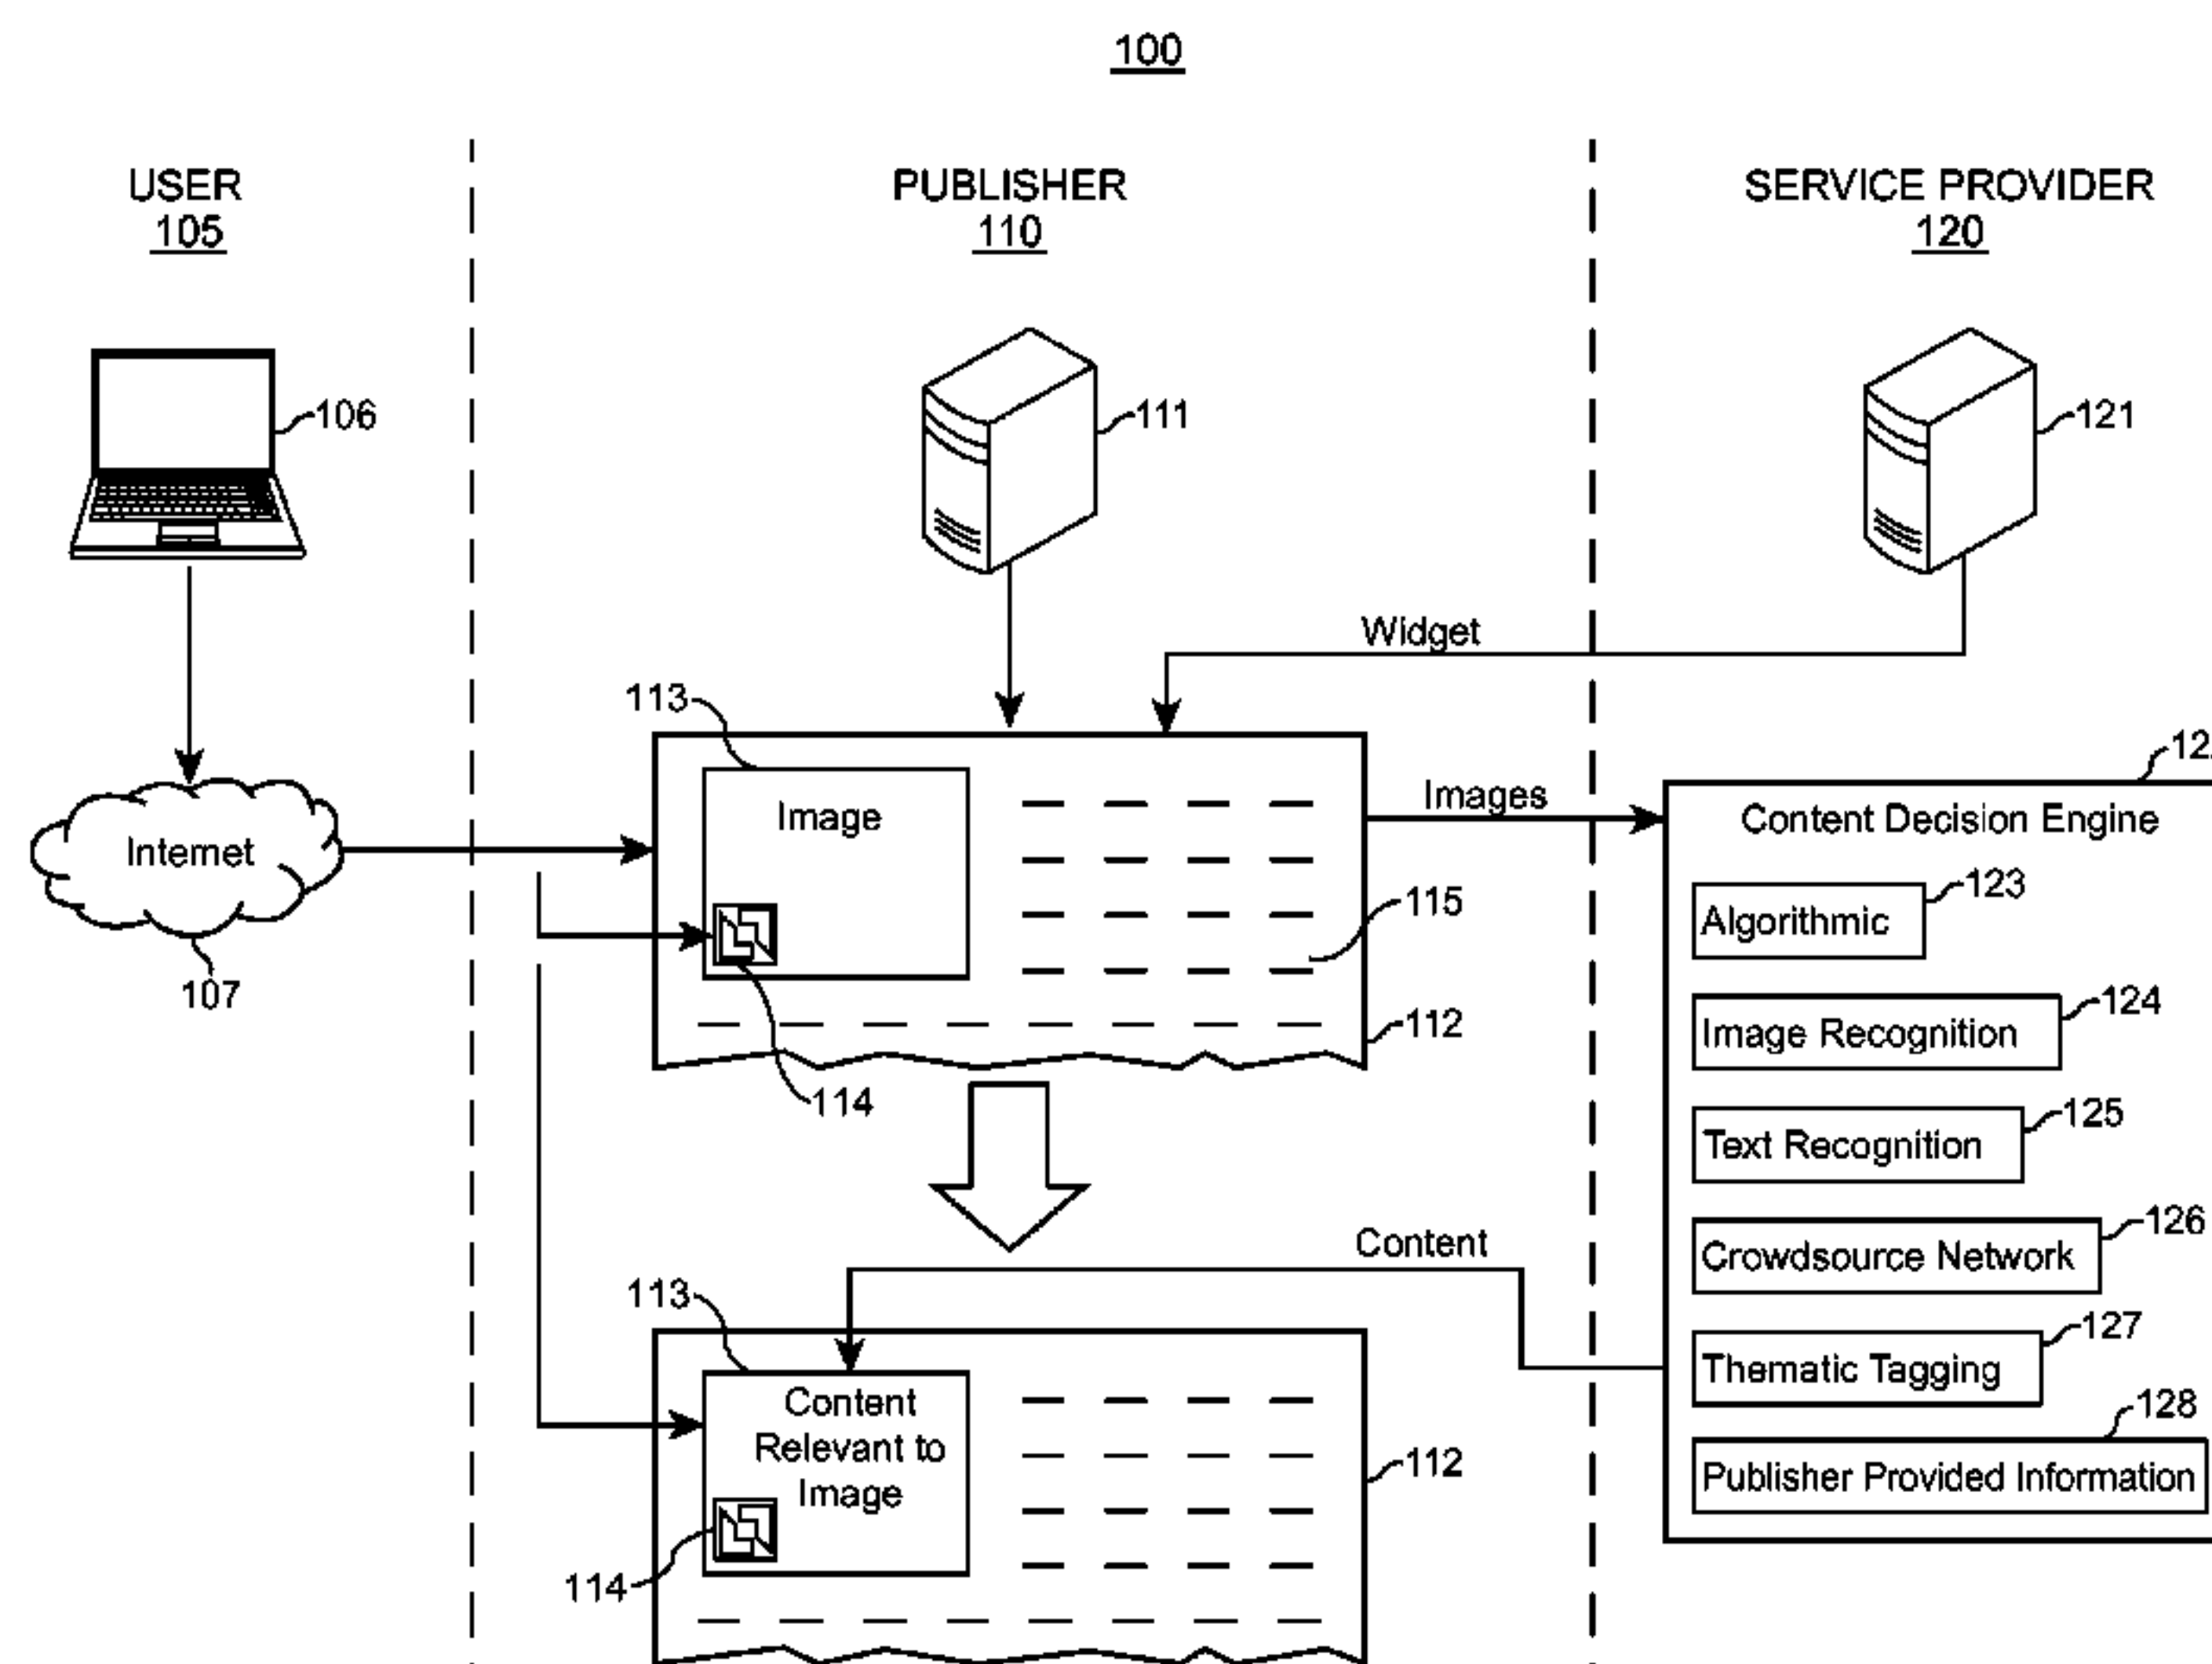 100
USER
105
PUBLISHER
110
SERVICE PROVIDER
120
106
111
121
Widget
113
Internet
107
Image
114
115
112
Images
Content Decision Engine
Algorithmic
123
Image Recognition
124
Text Recognition
125
Crowdsource Network
126
Thematic Tagging
127
Publisher Provided Information
128
Content
113
Content
Relevant to
Image
114
112